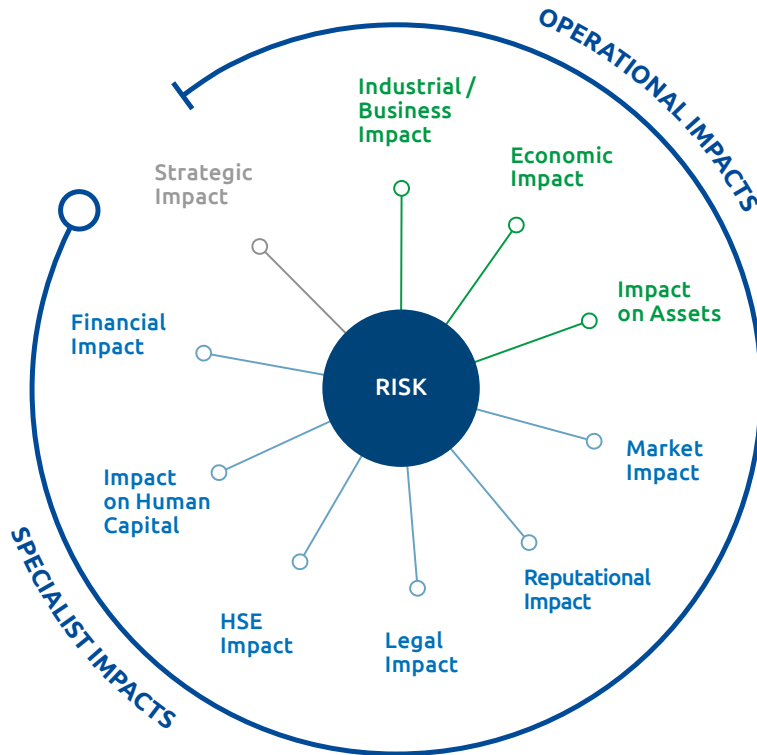 OPERATIONAL IMPACTS
Industrial /
Business
Impact
Economic
Impact
Strategic
Impact
Impact
on Assets
Financial
Impact
RISK
Market
Impact
Impact
on Human
Capital
Reputational
Impact
HSE
Impact
Legal
Impact
SPECIALIST IMPACTS